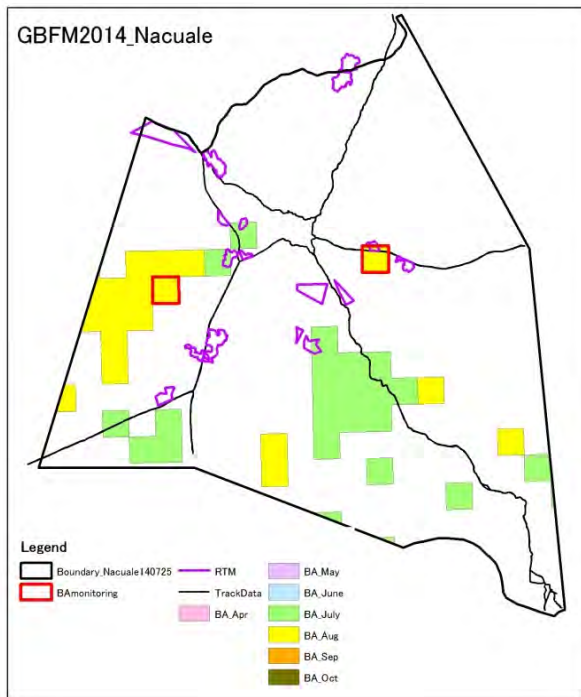 GBFM2014_Nacuale
Legend
Boundary_Nacuale140725
BAmonitoring
RTM
TrackData
BA_Apr
BA_May
BA_June
BA_July
BA_Aug
BA_Sep
BA_Oct